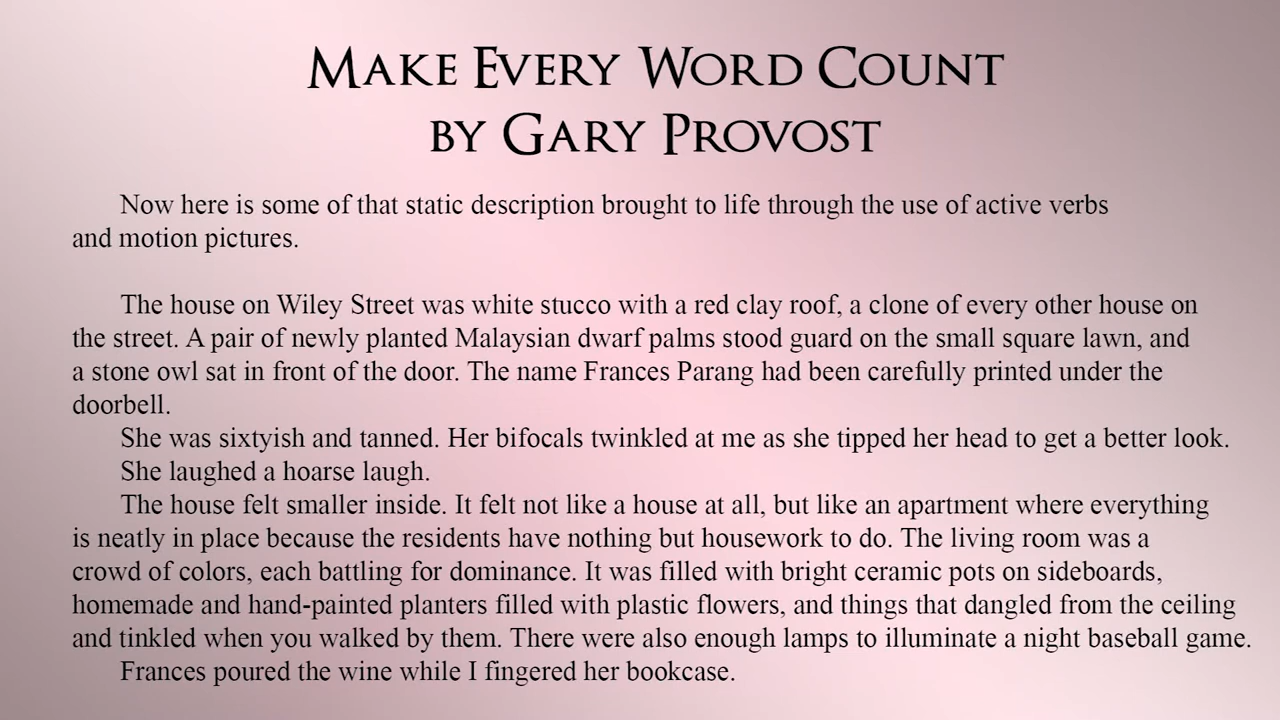 Make Every Word Count
by Gary Provost
Now here is some of that static description brought to life through the use of active verbs
and motion pictures.
The house on Wiley Street was white stucco with a red clay roof, a clone of every other house on
the street. A pair of newly planted Malaysian dwarf palms stood guard on the small square lawn, and
a stone owl sat in front of the door. The name Frances Parang had been carefully printed under the
doorbell.
She was sixtyish and tanned. Her bifocals twinkled at me as she tipped her head to get a better look.
She laughed a hoarse laugh.
The house felt smaller inside. It felt not like a house at all, but like an apartment where everything
is neatly in place because the residents have nothing but housework to do. The living room was a
crowd of colors, each battling for dominance. It was filled with bright ceramic pots on sideboards,
homemade and hand-painted planters filled with plastic flowers, and things that dangled from the ceiling
and tinkled when you walked by them. There were also enough lamps to illuminate a night baseball game.
Frances poured the wine while I fingered her bookcase.